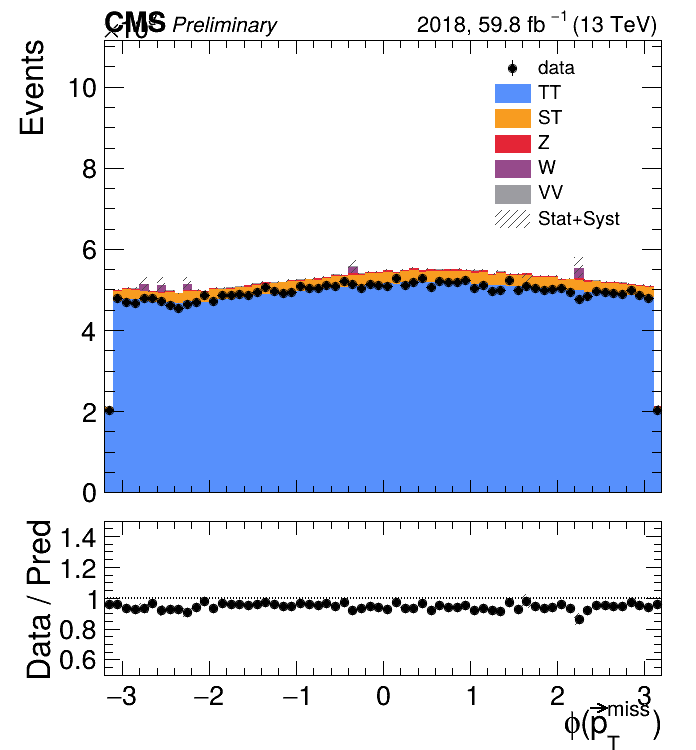 CMS Preliminary 2018, 59.8 fb⁻¹ (13 TeV)
Events
10
8
6
4
2
0
data
TT
ST
Z
W
VV
Stat+Syst
Data / Pred
1.4
1.2
1
0.8
0.6
−3 −2 −1 0 1 2 3
ϕ(p⃗ᵀᵐⁱˢˢ)